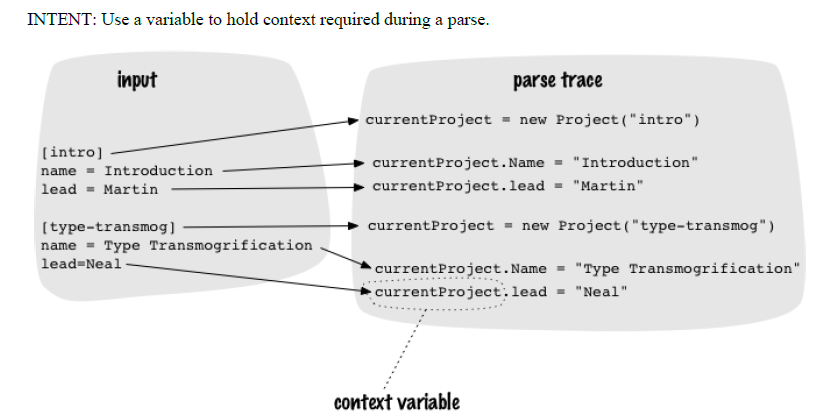 INTENT: Use a variable to hold context required during a parse.
input
[intro]
name = Introduction
lead = Martin
[type-transmog]
name = Type Transmogrification
lead=Neal
parse trace
currentProject = new Project("intro")
currentProject.Name = "Introduction"
currentProject.lead = "Martin"
currentProject = new Project("type-transmog")
currentProject.Name = "Type Transmogrification"
currentProject.lead = "Neal"
context variable